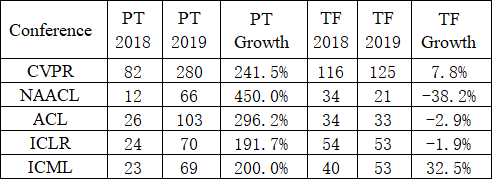 Conference PT 2018 PT 2019 PT Growth TF 2018 TF 2019 TF Growth
CVPR 82 280 241.5% 116 125 7.8%
NAACL 12 66 450.0% 34 21 -38.2%
ACL 26 103 296.2% 34 33 -2.9%
ICLR 24 70 191.7% 54 53 -1.9%
ICML 23 69 200.0% 40 53 32.5%